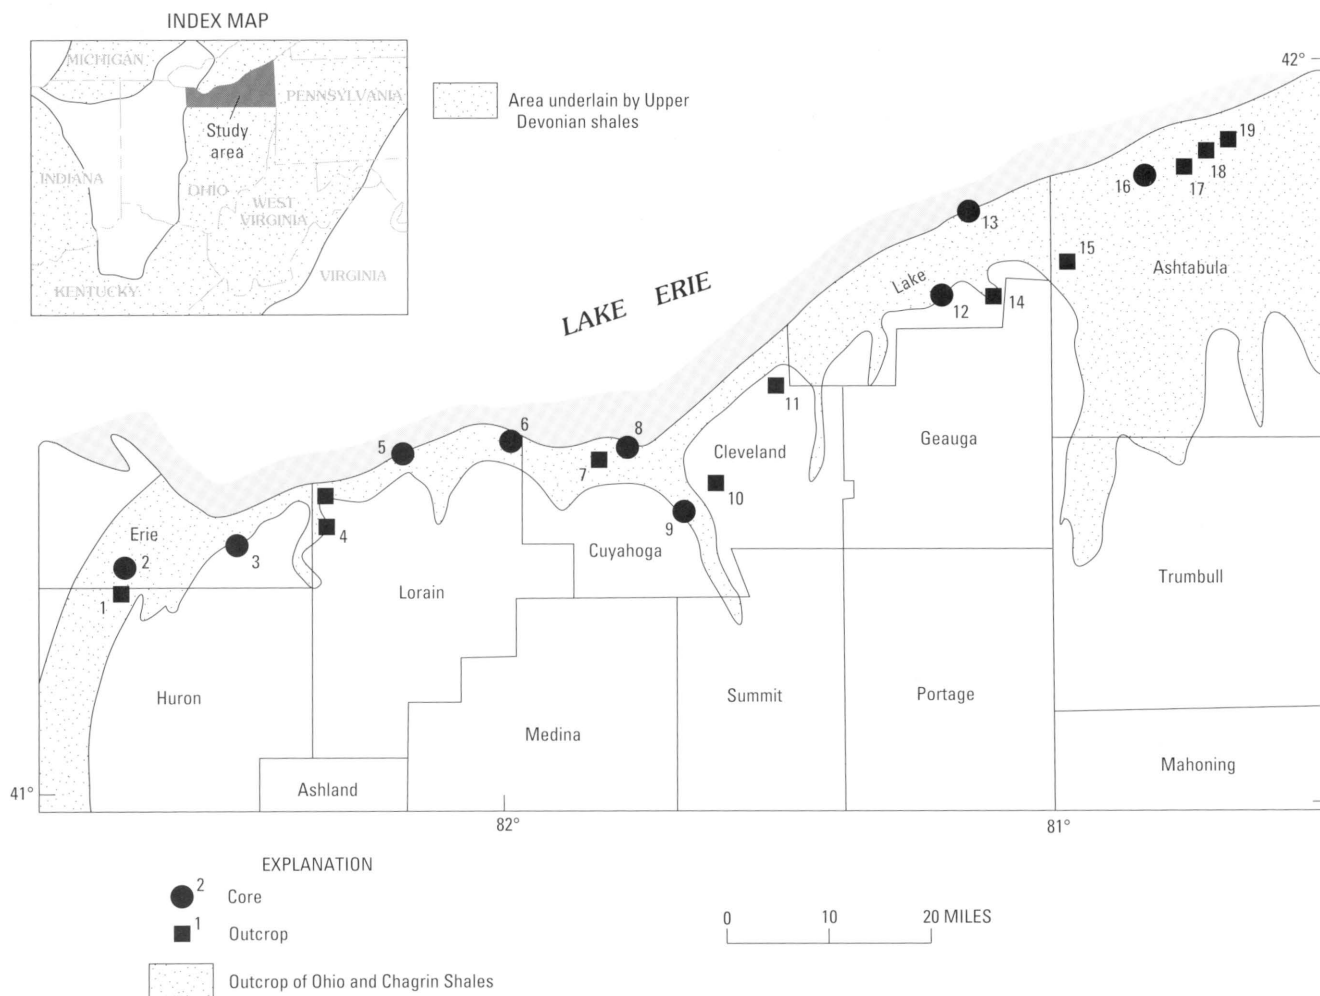 INDEX MAP
MICHIGAN
PENNSYLVANIA
Study
area
INDIANA
OHIO
WEST
VIRGINIA
VIRGINIA
KENTUCKY
Area underlain by Upper
Devonian shales
42°
19
18
17
16
13
15
Ashtabula
Lake
12
14
LAKE ERIE
11
6
8
5
7
Cleveland
Geauga
10
9
4
Erie
2
3
Cuyahoga
1
Lorain
Trumbull
Huron
Summit
Portage
Medina
Mahoning
Ashland
41°
82°
81°
EXPLANATION
2 Core
1 Outcrop
Outcrop of Ohio and Chagrin Shales
0 10 20 MILES